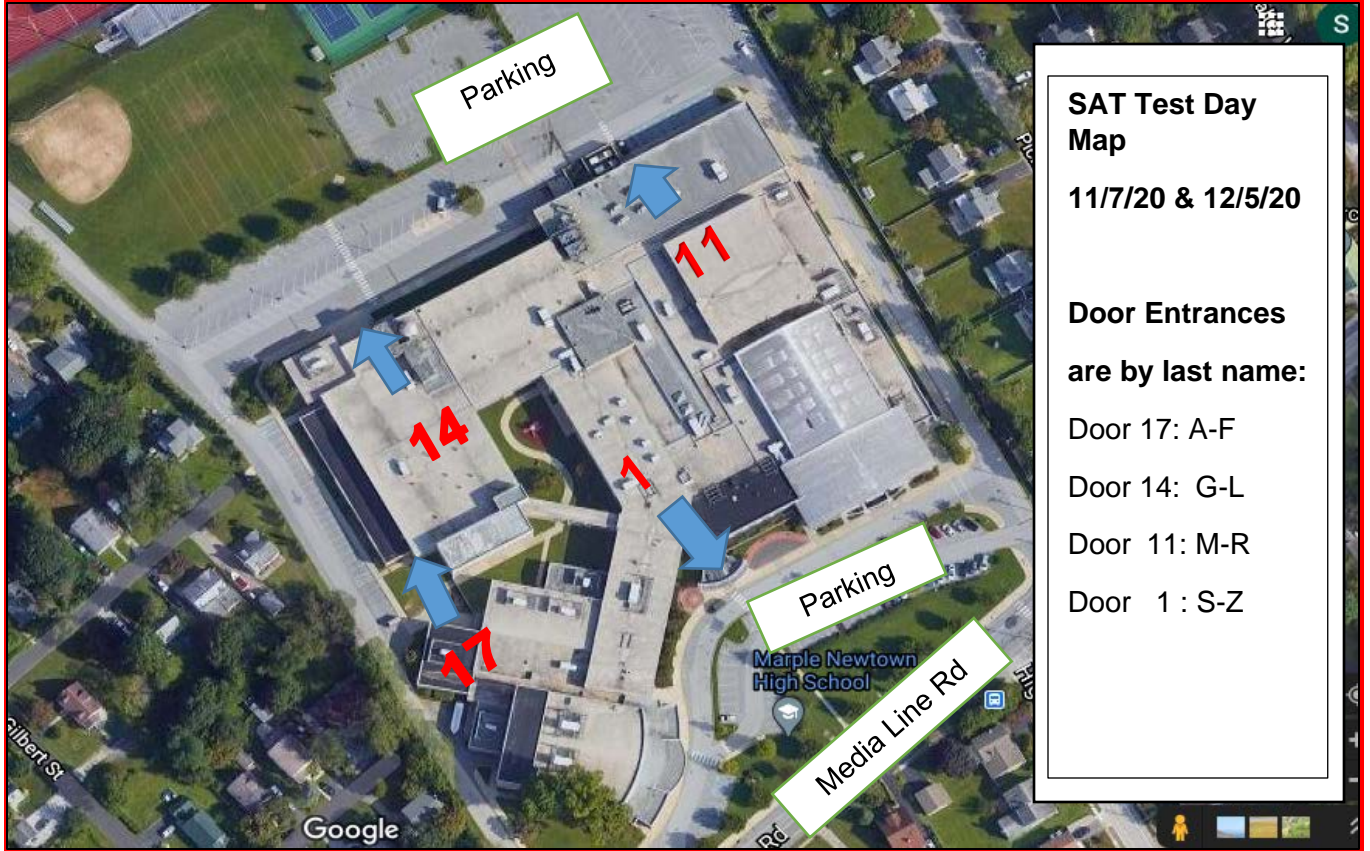 S
Parking
SAT Test Day
Map
11/7/20 & 12/5/20
Door Entrances
are by last name:
Door 17: A-F
Door 14: G-L
Door 11: M-R
Door 1 : S-Z
11
14
1
17
Parking
Marple Newtown
High School
Media Line Rd
Gilbert St
Rd
Google